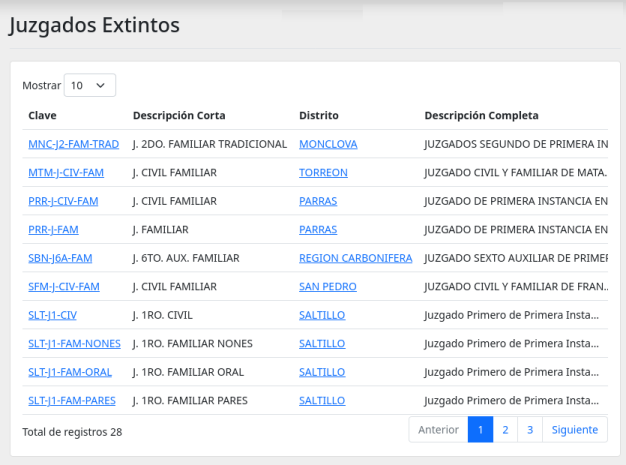 Juzgados Extintos
Mostrar 10
Clave Descripción Corta Distrito Descripción Completa
MNC-J2-FAM-TRAD J. 2DO. FAMILIAR TRADICIONAL MONCLOVA JUZGADOS SEGUNDO DE PRIMERA IN
MTM-J-CIV-FAM J. CIVIL FAMILIAR TORREON JUZGADO CIVIL Y FAMILIAR DE MATA.
PRR-J-CIV-FAM J. CIVIL FAMILIAR PARRAS JUZGADO DE PRIMERA INSTANCIA EN
PRR-J-FAM J. FAMILIAR PARRAS JUZGADO DE PRIMERA INSTANCIA EN
SBN-J6A-FAM J. 6TO. AUX. FAMILIAR REGION CARBONIFERA JUZGADO SEXTO AUXILIAR DE PRIMER
SFM-J-CIV-FAM J. CIVIL FAMILIAR SAN PEDRO JUZGADO CIVIL Y FAMILIAR DE FRAN..
SLT-J1-CIV J. 1RO. CIVIL SALTILLO Juzgado Primero de Primera Insta...
SLT-J1-FAM-NONES J. 1RO. FAMILIAR NONES SALTILLO Juzgado Primero de Primera Insta...
SLT-J1-FAM-ORAL J. 1RO. FAMILIAR ORAL SALTILLO Juzgado Primero de Primera Insta...
SLT-J1-FAM-PARES J. 1RO. FAMILIAR PARES SALTILLO Juzgado Primero de Primera Insta...
Total de registros 28 Anterior 1 2 3 Siguiente